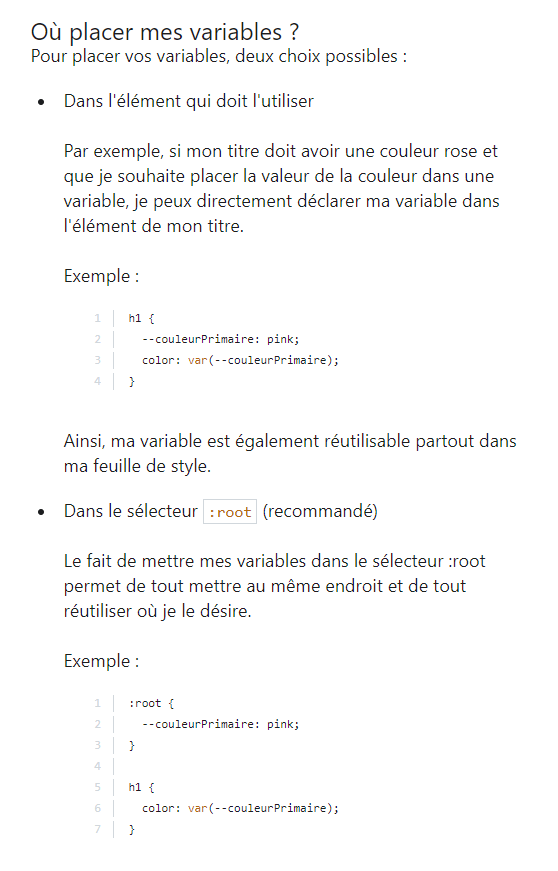 Où placer mes variables ?
Pour placer vos variables, deux choix possibles :
• Dans l'élément qui doit l'utiliser
Par exemple, si mon titre doit avoir une couleur rose et
que je souhaite placer la valeur de la couleur dans une
variable, je peux directement déclarer ma variable dans
l'élément de mon titre.
Exemple :
1 h1 {
2 --couleurPrimaire: pink;
3 color: var(--couleurPrimaire);
4 }
Ainsi, ma variable est également réutilisable partout dans
ma feuille de style.
• Dans le sélecteur :root (recommandé)
Le fait de mettre mes variables dans le sélecteur :root
permet de tout mettre au même endroit et de tout
réutiliser où je le désire.
Exemple :
1 :root {
2 --couleurPrimaire: pink;
3 }
4
5 h1 {
6 color: var(--couleurPrimaire);
7 }